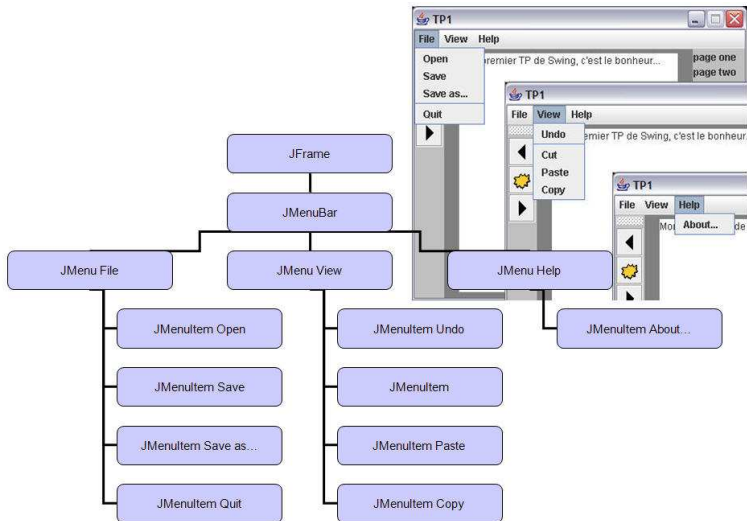 TP1
File View Help
Open
Save
Save as...
Quit
premier TP de Swing, c'est le bonheur...
page one
page two
TP1
File View Help
Undo
Cut
Paste
Copy
TP de Swing, c'est le bonheur
TP1
File View Help
About...
de
JFrame
JMenuBar
JMenu File
JMenu View
JMenu Help
JMenuItem Open
JMenuItem Undo
JMenuItem About...
JMenuItem Save
JMenuItem
JMenuItem Save as...
JMenuItem Paste
JMenuItem Quit
JMenuItem Copy